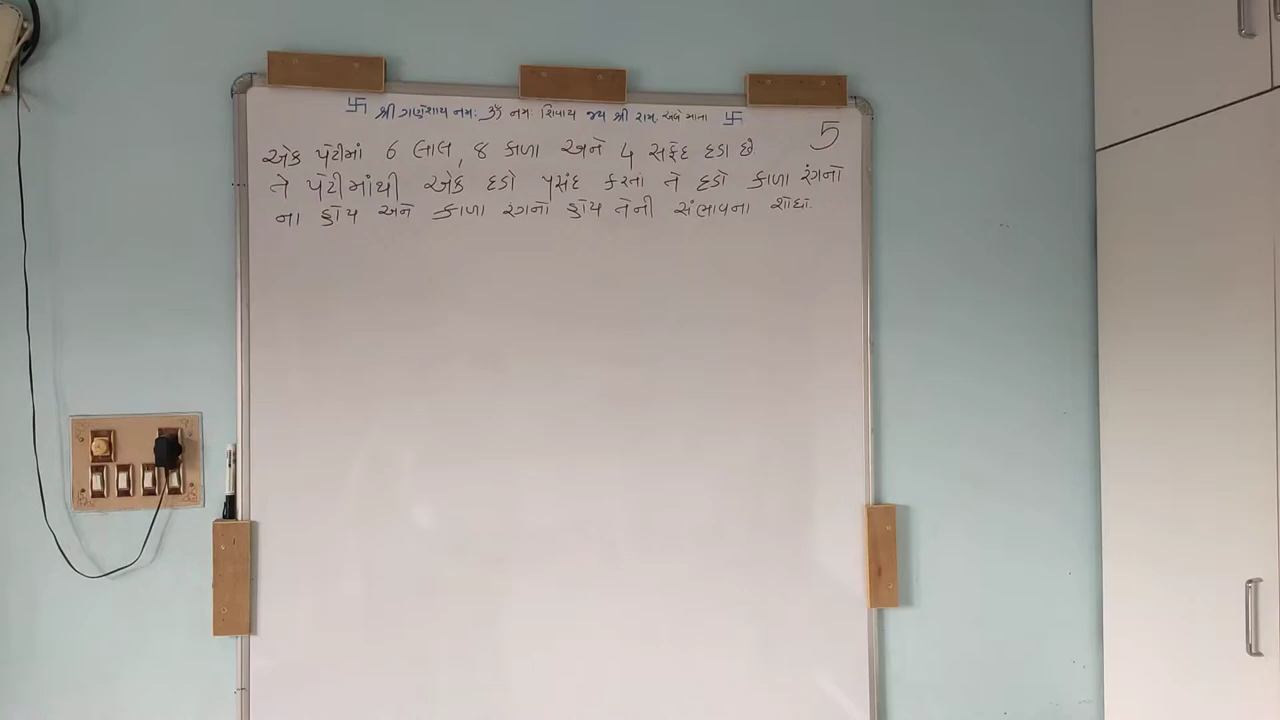 卐 શ્રી ગણેશાય નમઃ ૐ નમઃ શિવાય જય શ્રી રામ અંબે માતા 卐
5
એક પેટીમાં 6 લાલ, 8 કાળા અને 4 સફેદ દડા છે
તે પેટીમાંથી એક દડો પસંદ કરતા તે દડો કાળા રંગનો
ના હોય અને કાળા રંગનો હોય તેની સંભાવના શોધો.